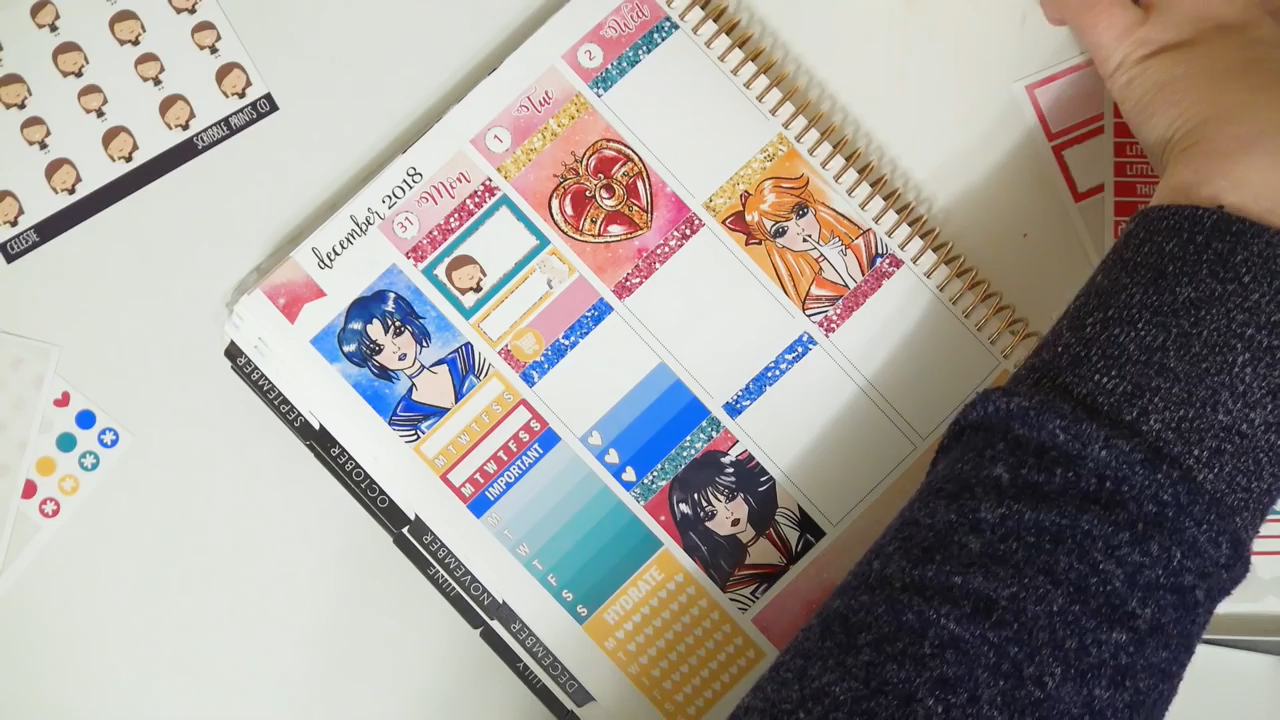 SCRIBBLE PRINTS CO
CELESTE
december 2018
31 Mon
1 Tue
2 Wed
M T W T F S S
M T W T F S S
IMPORTANT
M
T
W
T
F
S
S
HYDRATE
M
T
W
T
F
S
S
SEPTEMBER
OCTOBER
NOVEMBER
DECEMBER
JUNE
JULY